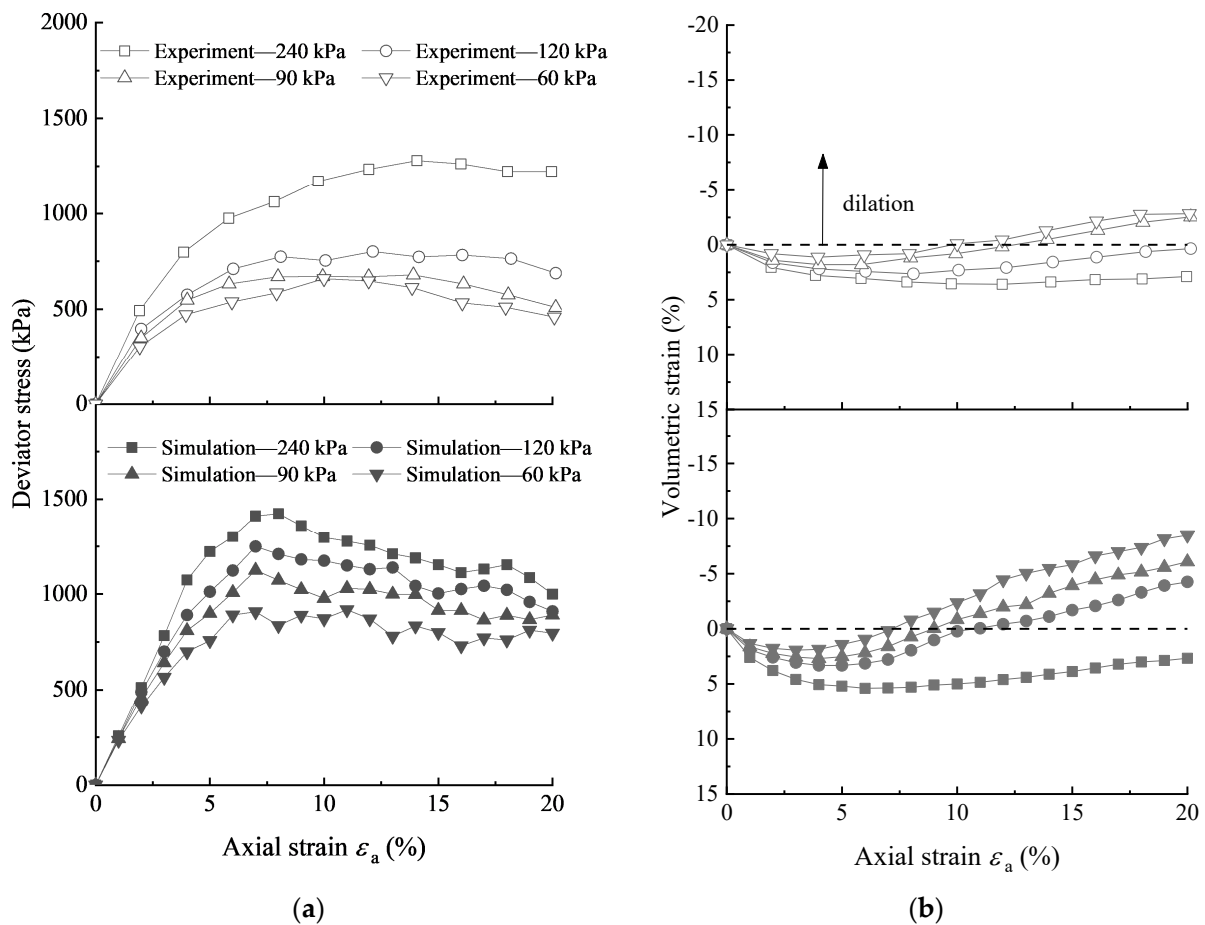 2000
Experiment—240 kPa
Experiment—120 kPa
Experiment—90 kPa
Experiment—60 kPa
1500
1000
500
0
Deviator stress (kPa)
Simulation—240 kPa
Simulation—120 kPa
Simulation—90 kPa
Simulation—60 kPa
1500
1000
500
0
0 5 10 15 20
Axial strain εa (%)
(a)
-20
-15
-10
-5
dilation
0
5
10
15
Volumetric strain (%)
-15
-10
-5
0
5
10
15
0 5 10 15 20
Axial strain εa (%)
(b)